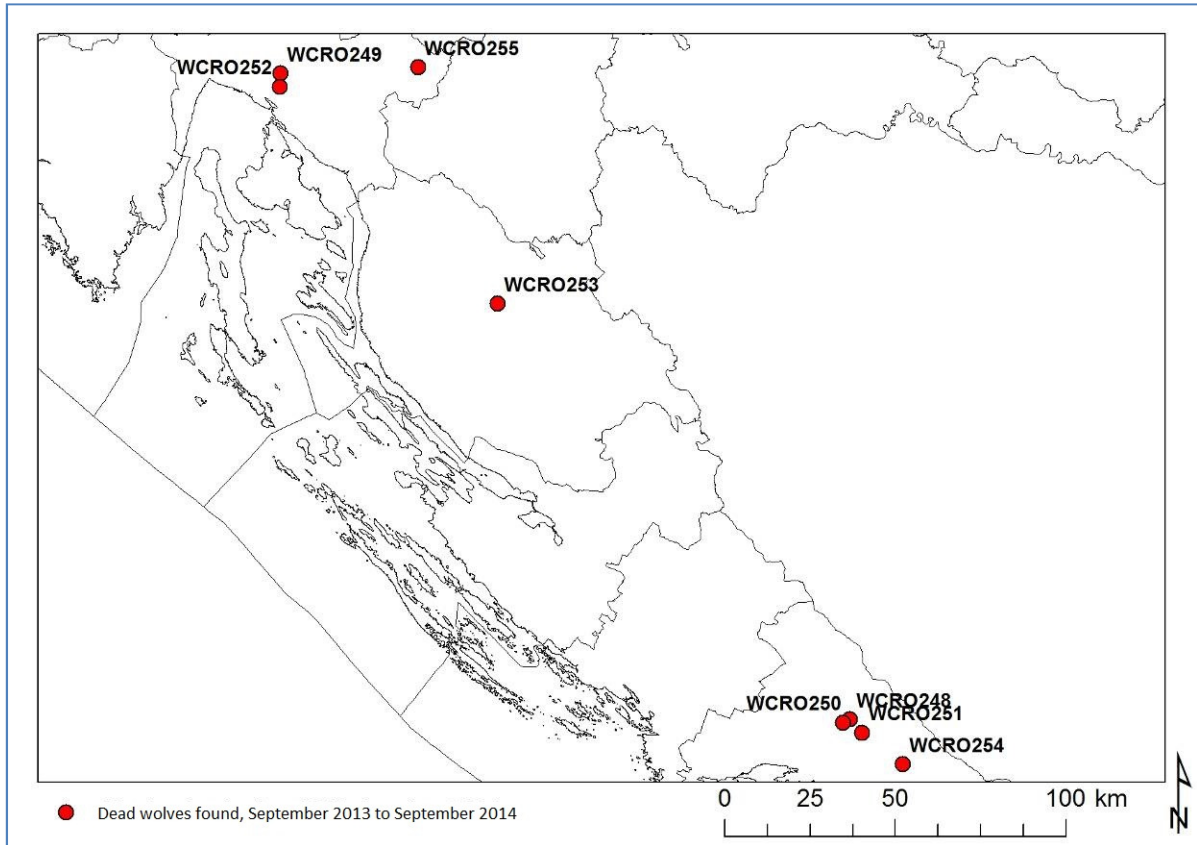 WCRO255
WCRO249
WCRO252
WCRO253
WCRO248
WCRO250
WCRO251
WCRO254
0 25 50 100 km
Dead wolves found, September 2013 to September 2014
N